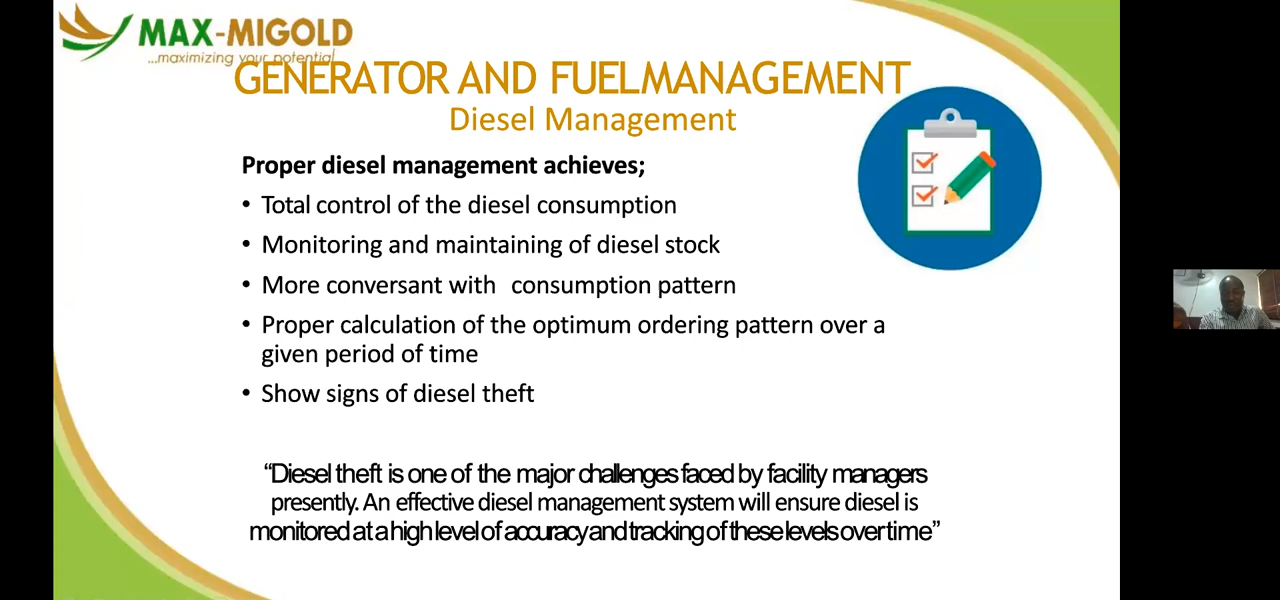 MAX-MIGOLD
...maximizing your potential
GENERATOR AND FUELMANAGEMENT
Diesel Management
Proper diesel management achieves;
• Total control of the diesel consumption
• Monitoring and maintaining of diesel stock
• More conversant with consumption pattern
• Proper calculation of the optimum ordering pattern over a
given period of time
• Show signs of diesel theft
“Diesel theft is one of the major challenges faced by facility managers
presently. An effective diesel management system will ensure diesel is
monitored at a high level of accuracy and tracking of these levels over time”